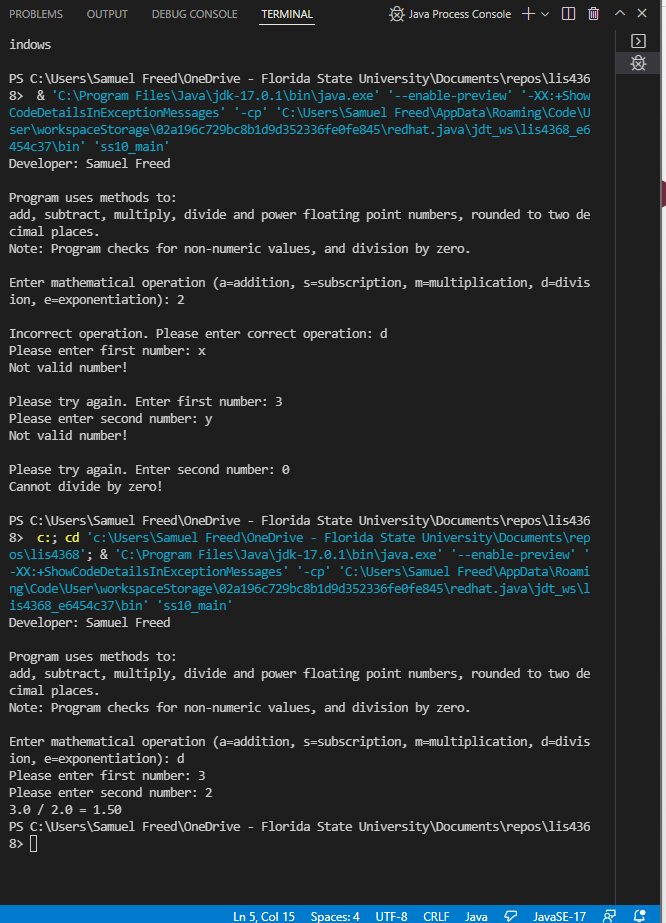 PROBLEMS OUTPUT DEBUG CONSOLE TERMINAL Java Process Console
indows
PS C:\Users\Samuel Freed\OneDrive - Florida State University\Documents\repos\lis436
8>  & 'C:\Program Files\Java\jdk-17.0.1\bin\java.exe' '--enable-preview' '-XX:+Show
CodeDetailsInExceptionMessages' '-cp' 'C:\Users\Samuel Freed\AppData\Roaming\Code\U
ser\workspaceStorage\02a196c729bc8b1d9d352336fe0fe845\redhat.java\jdt_ws\lis4368_e6
454c37\bin' 'ss10_main'
Developer: Samuel Freed
Program uses methods to:
add, subtract, multiply, divide and power floating point numbers, rounded to two de
cimal places.
Note: Program checks for non-numeric values, and division by zero.
Enter mathematical operation (a=addition, s=subscription, m=multiplication, d=divis
ion, e=exponentiation): 2
Incorrect operation. Please enter correct operation: d
Please enter first number: x
Not valid number!
Please try again. Enter first number: 3
Please enter second number: y
Not valid number!
Please try again. Enter second number: 0
Cannot divide by zero!
PS C:\Users\Samuel Freed\OneDrive - Florida State University\Documents\repos\lis436
8>  c:; cd 'c:\Users\Samuel Freed\OneDrive - Florida State University\Documents\rep
os\lis4368'; & 'C:\Program Files\Java\jdk-17.0.1\bin\java.exe' '--enable-preview' '
-XX:+ShowCodeDetailsInExceptionMessages' '-cp' 'C:\Users\Samuel Freed\AppData\Roami
ng\Code\User\workspaceStorage\02a196c729bc8b1d9d352336fe0fe845\redhat.java\jdt_ws\l
is4368_e6454c37\bin' 'ss10_main'
Developer: Samuel Freed
Program uses methods to:
add, subtract, multiply, divide and power floating point numbers, rounded to two de
cimal places.
Note: Program checks for non-numeric values, and division by zero.
Enter mathematical operation (a=addition, s=subscription, m=multiplication, d=divis
ion, e=exponentiation): d
Please enter first number: 3
Please enter second number: 2
3.0 / 2.0 = 1.50
PS C:\Users\Samuel Freed\OneDrive - Florida State University\Documents\repos\lis436
8>
Ln 5, Col 15 Spaces: 4 UTF-8 CRLF Java JavaSE-17